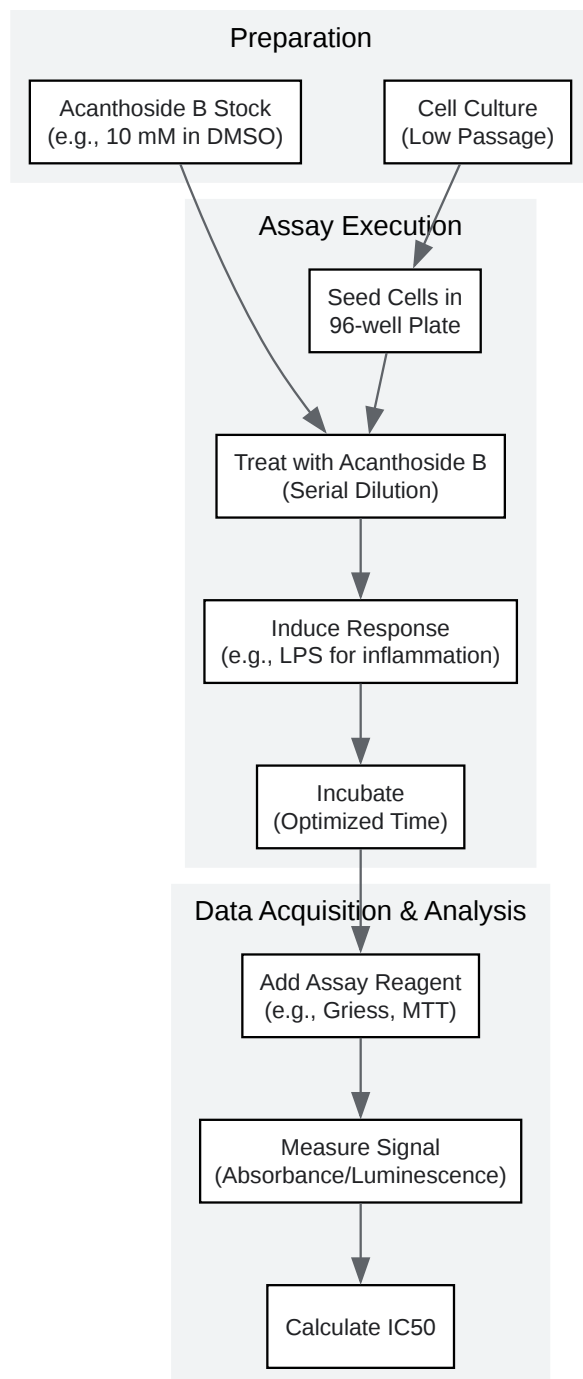 Preparation
Acanthoside B Stock
(e.g., 10 mM in DMSO)
Cell Culture
(Low Passage)
Assay Execution
Seed Cells in
96-well Plate
Treat with Acanthoside B
(Serial Dilution)
Induce Response
(e.g., LPS for inflammation)
Incubate
(Optimized Time)
Data Acquisition & Analysis
Add Assay Reagent
(e.g., Griess, MTT)
Measure Signal
(Absorbance/Luminescence)
Calculate IC50